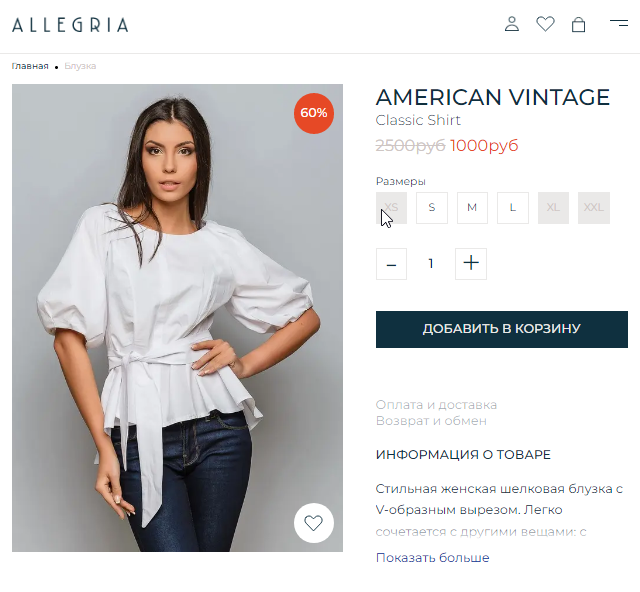 ALLEGRIA
Главная • Блузка
60%
AMERICAN VINTAGE
Classic Shirt
2500руб 1000руб
Размеры
XS S M L XL XXL
– 1 +
ДОБАВИТЬ В КОРЗИНУ
Оплата и доставка
Возврат и обмен
ИНФОРМАЦИЯ О ТОВАРЕ
Стильная женская шелковая блузка с
V-образным вырезом. Легко
сочетается с другими вещами: с
Показать больше